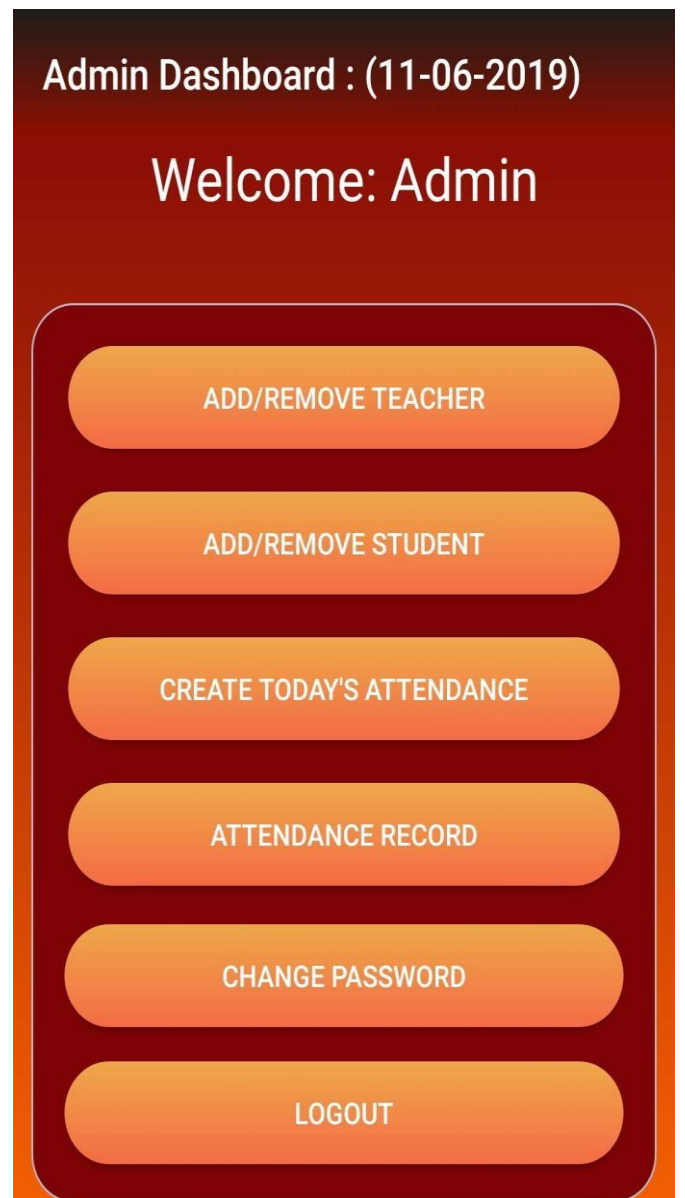 Admin Dashboard : (11-06-2019)
Welcome: Admin
ADD/REMOVE TEACHER
ADD/REMOVE STUDENT
CREATE TODAY'S ATTENDANCE
ATTENDANCE RECORD
CHANGE PASSWORD
LOGOUT